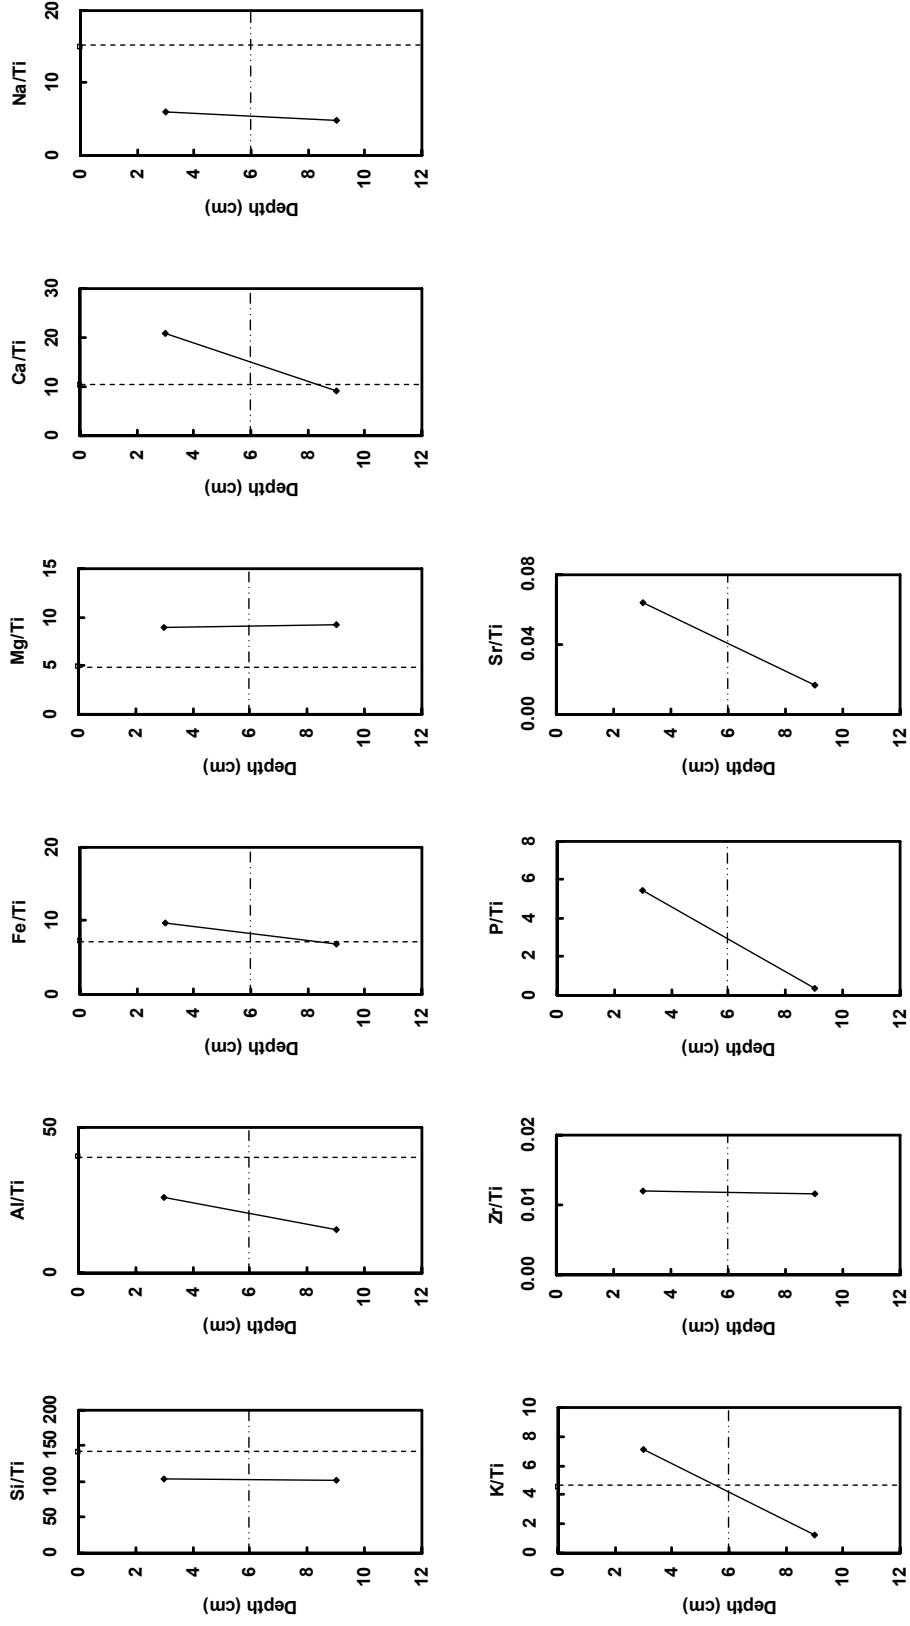 Si/Ti
0 50 100 150 200
0
2
4
6
8
10
12
Depth (cm)
Al/Ti
0 50
0
2
4
6
8
10
12
Depth (cm)
Fe/Ti
0 10 20
0
2
4
6
8
10
12
Depth (cm)
Mg/Ti
0 5 10 15
0
2
4
6
8
10
12
Depth (cm)
Ca/Ti
0 10 20 30
0
2
4
6
8
10
12
Depth (cm)
Na/Ti
0 10 20
0
2
4
6
8
10
12
Depth (cm)
K/Ti
0 2 4 6 8 10
0
2
4
6
8
10
12
Depth (cm)
Zr/Ti
0.00 0.01 0.02
0
2
4
6
8
10
12
Depth (cm)
P/Ti
0 2 4 6 8
0
2
4
6
8
10
12
Depth (cm)
Sr/Ti
0.00 0.04 0.08
0
2
4
6
8
10
12
Depth (cm)